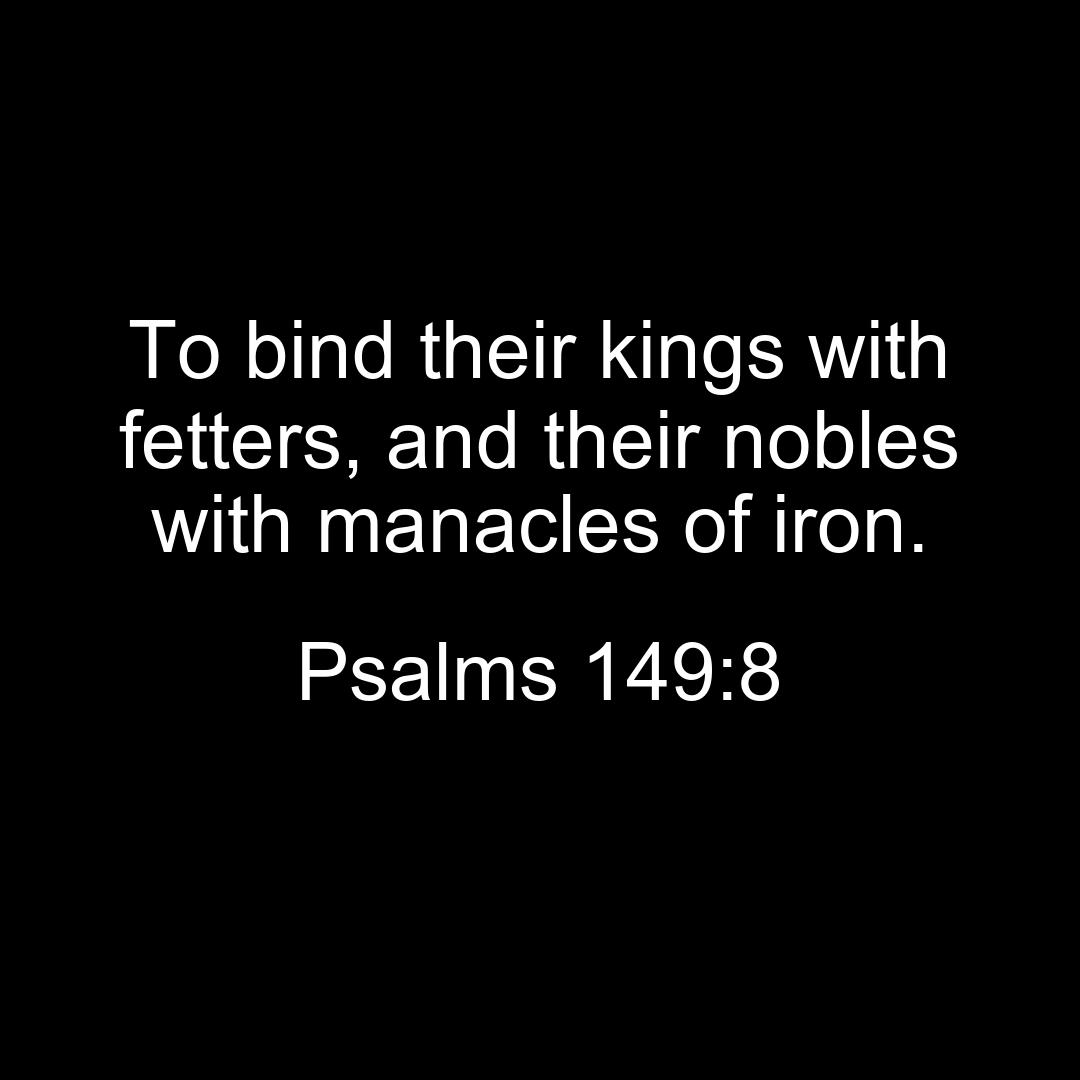 To bind their kings with
fetters, and their nobles
with manacles of iron.
Psalms 149:8